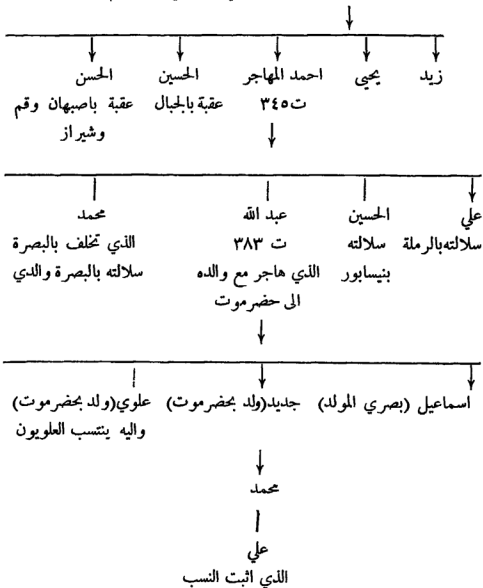 زيد يحيى احمد المهاجر الحسين الحسن
ت ٣٤٥ عقبة بالجبال عقبة باصبهان وقم
وشيراز
علي الحسين عبد الله محمد
سلالته بالرملة سلالته ت ٣٨٣ الذي تخلف بالبصرة
بنيسابور الذي هاجر مع والده سلالته بالبصرة والدي
الى حضرموت
اسماعيل (بصري المولد) جديد (ولد بحضرموت) علوي (ولد بحضرموت)
واليه ينتسب العلويون
محمد
علي
الذي اثبت النسب